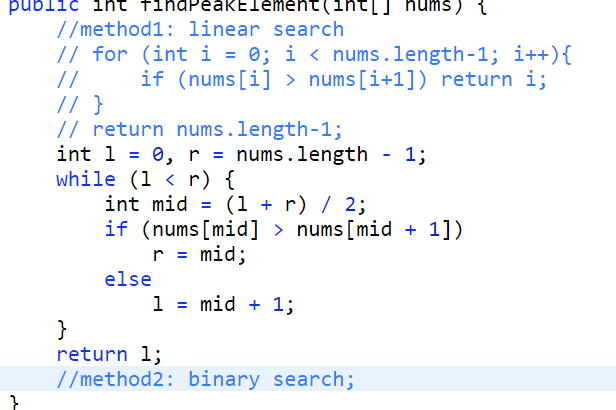 public int findPeakElement(int[] nums) {
//method1: linear search
// for (int i = 0; i < nums.length-1; i++){
//     if (nums[i] > nums[i+1]) return i;
// }
// return nums.length-1;
int l = 0, r = nums.length - 1;
while (l < r) {
int mid = (l + r) / 2;
if (nums[mid] > nums[mid + 1])
r = mid;
else
l = mid + 1;
}
return l;
//method2: binary search;
}